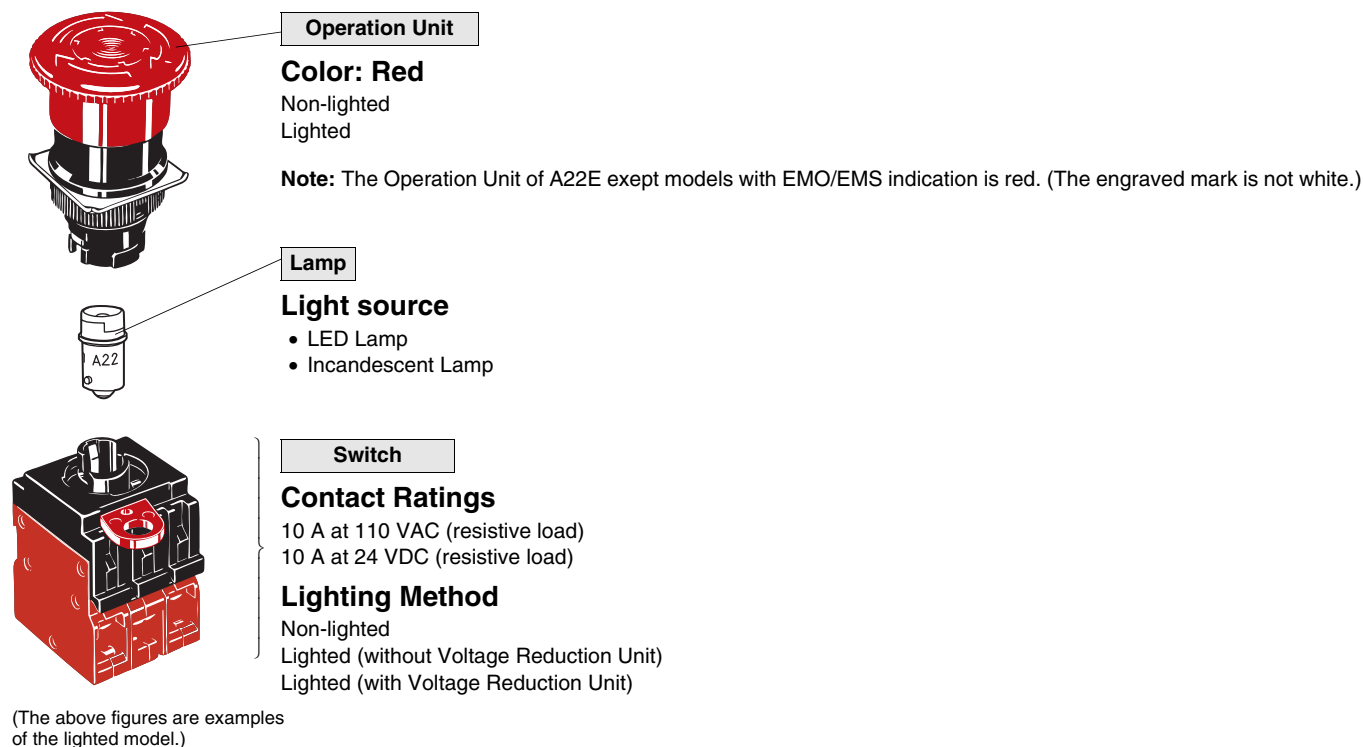 Operation Unit
Color: Red
Non-lighted
Lighted
Note: The Operation Unit of A22E exept models with EMO/EMS indication is red. (The engraved mark is not white.)
Lamp
Light source
• LED Lamp
• Incandescent Lamp
A22
Switch
Contact Ratings
10 A at 110 VAC (resistive load)
10 A at 24 VDC (resistive load)
Lighting Method
Non-lighted
Lighted (without Voltage Reduction Unit)
Lighted (with Voltage Reduction Unit)
(The above figures are examples
of the lighted model.)